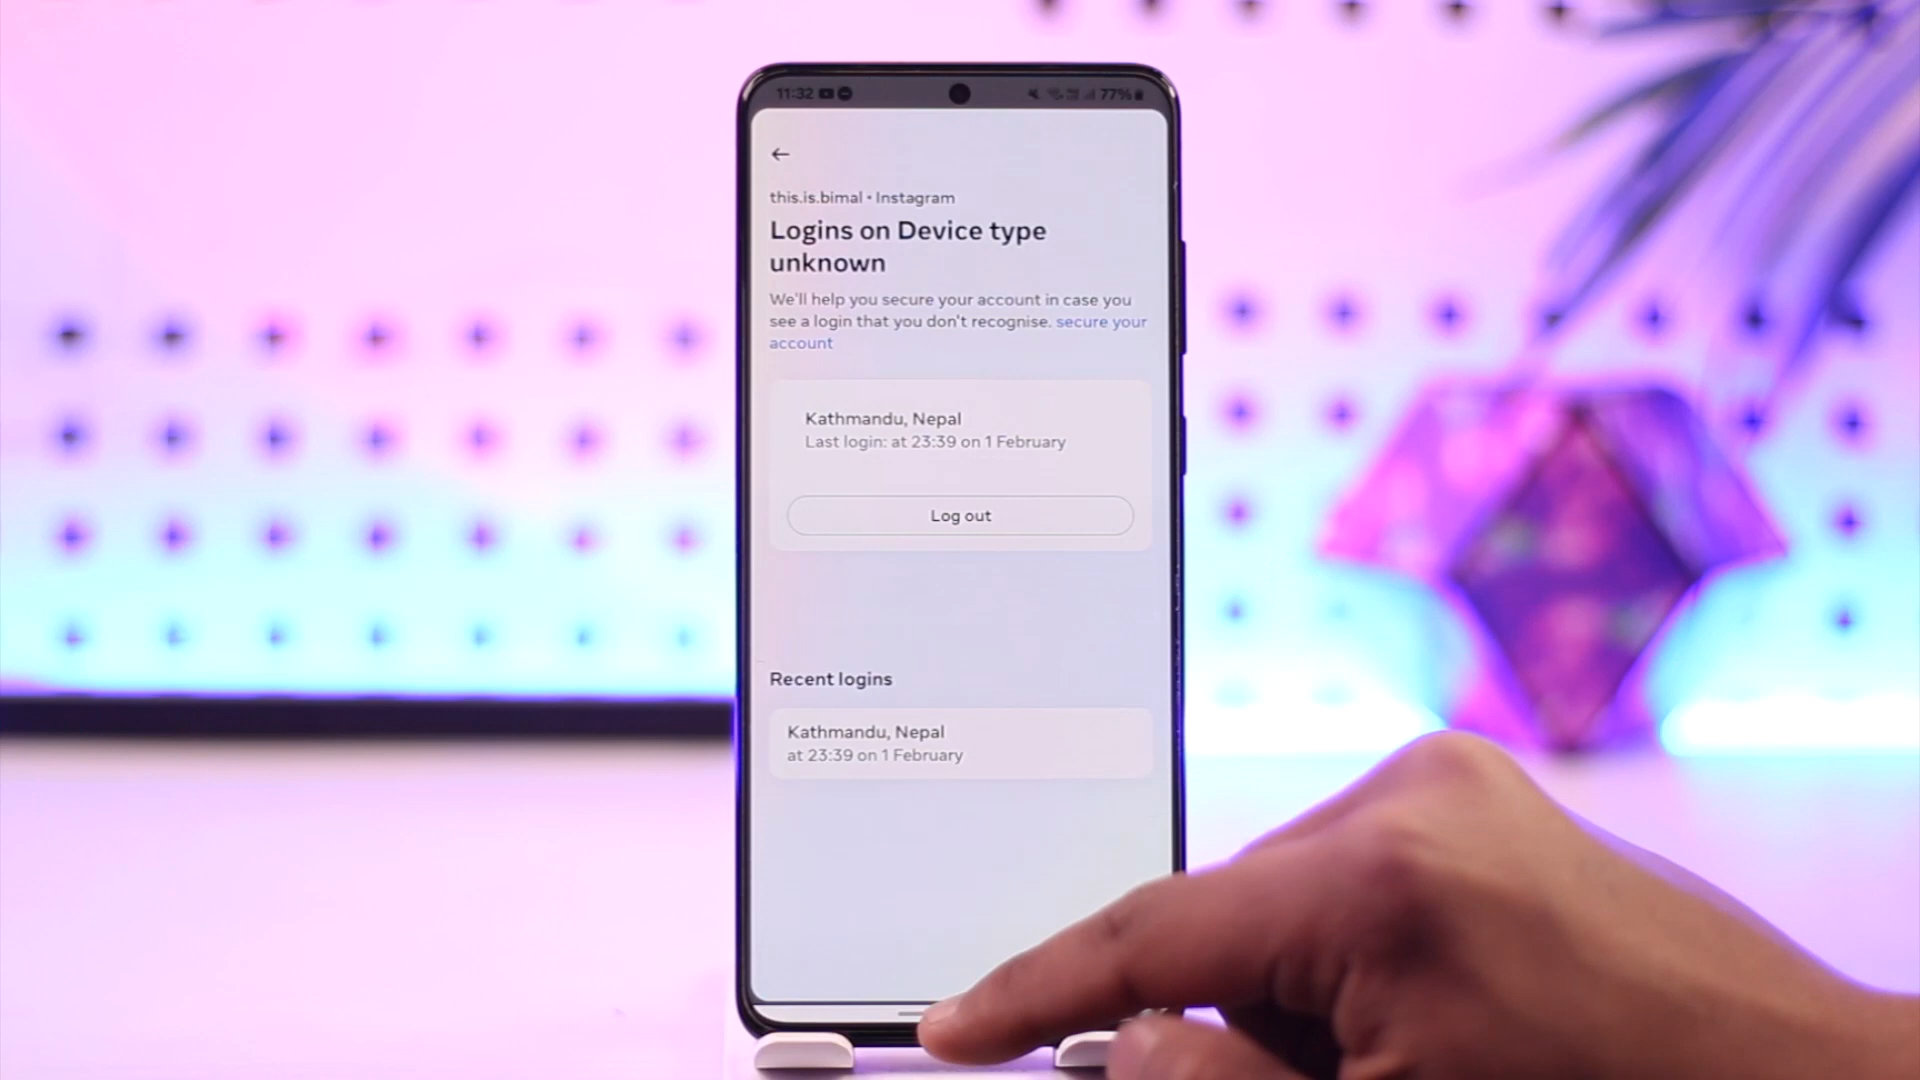 11:32
77%
this.is.bimal • Instagram
Logins on Device type
unknown
We'll help you secure your account in case you
see a login that you don't recognise. secure your
account
Kathmandu, Nepal
Last login: at 23:39 on 1 February
Log out
Recent logins
Kathmandu, Nepal
at 23:39 on 1 February